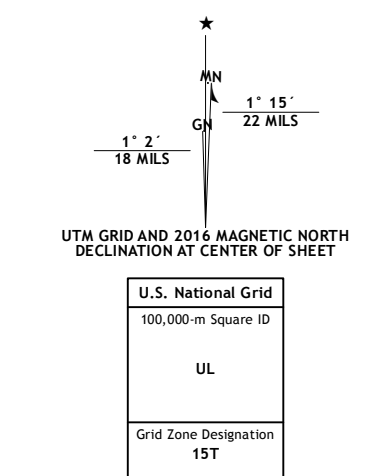 ★
MN
1° 15´
22 MILS
GN
1° 2´
18 MILS
UTM GRID AND 2016 MAGNETIC NORTH
DECLINATION AT CENTER OF SHEET
U.S. National Grid
100,000-m Square ID
UL
Grid Zone Designation
15T